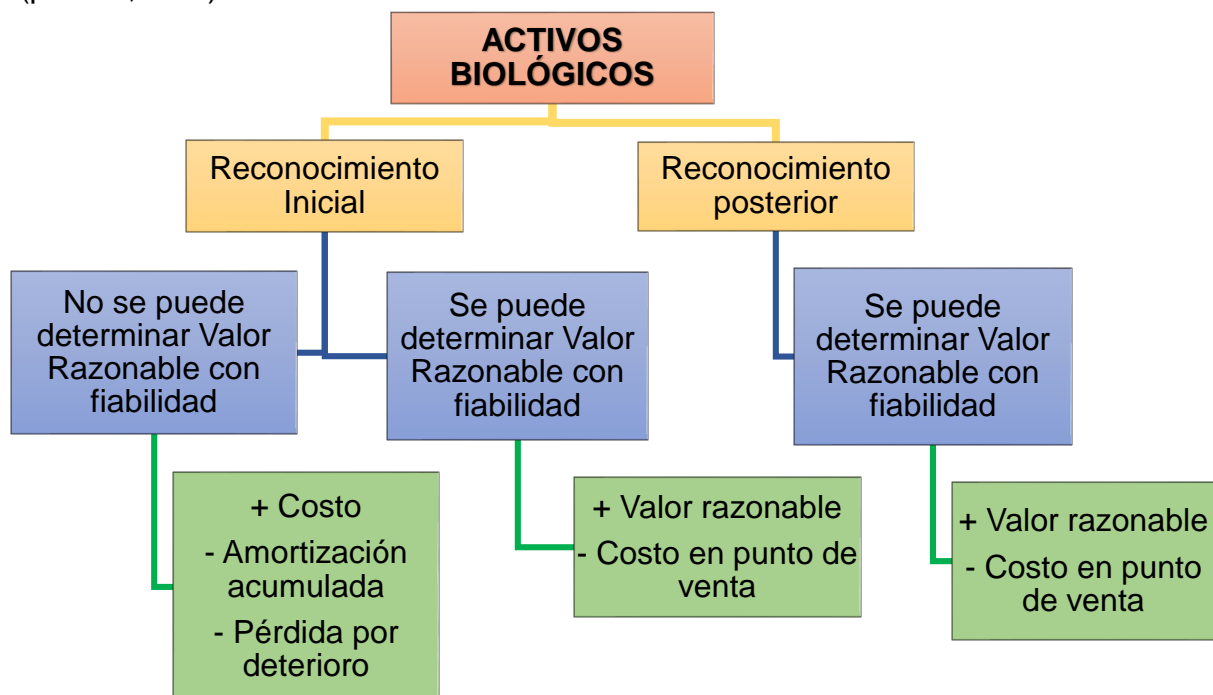 ACTIVOS
BIOLÓGICOS
Reconocimiento
Inicial
Reconocimiento
posterior
No se puede
determinar Valor
Razonable con
fiabilidad
Se puede
determinar Valor
Razonable con
fiabilidad
Se puede
determinar Valor
Razonable con
fiabilidad
+ Costo
- Amortización
acumulada
- Pérdida por
deterioro
+ Valor razonable
- Costo en punto de
venta
+ Valor razonable
- Costo en punto
de venta